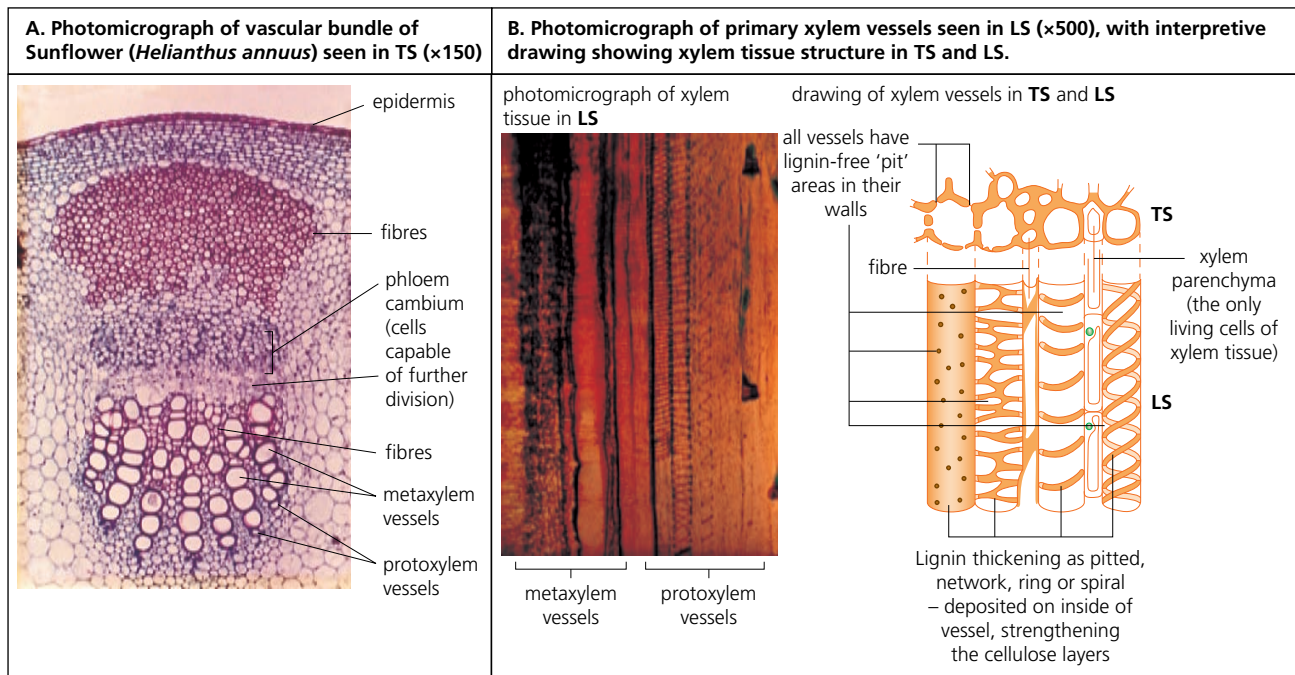 A. Photomicrograph of vascular bundle of
Sunflower (Helianthus annuus) seen in TS (×150)
epidermis
fibres
phloem
cambium
(cells
capable
of further
division)
fibres
metaxylem
vessels
protoxylem
vessels
B. Photomicrograph of primary xylem vessels seen in LS (×500), with interpretive
drawing showing xylem tissue structure in TS and LS.
photomicrograph of xylem
tissue in LS
metaxylem
vessels
protoxylem
vessels
drawing of xylem vessels in TS and LS
all vessels have
lignin-free 'pit'
areas in their
walls
TS
fibre
xylem
parenchyma
(the only
living cells of
xylem tissue)
LS
Lignin thickening as pitted,
network, ring or spiral
– deposited on inside of
vessel, strengthening
the cellulose layers